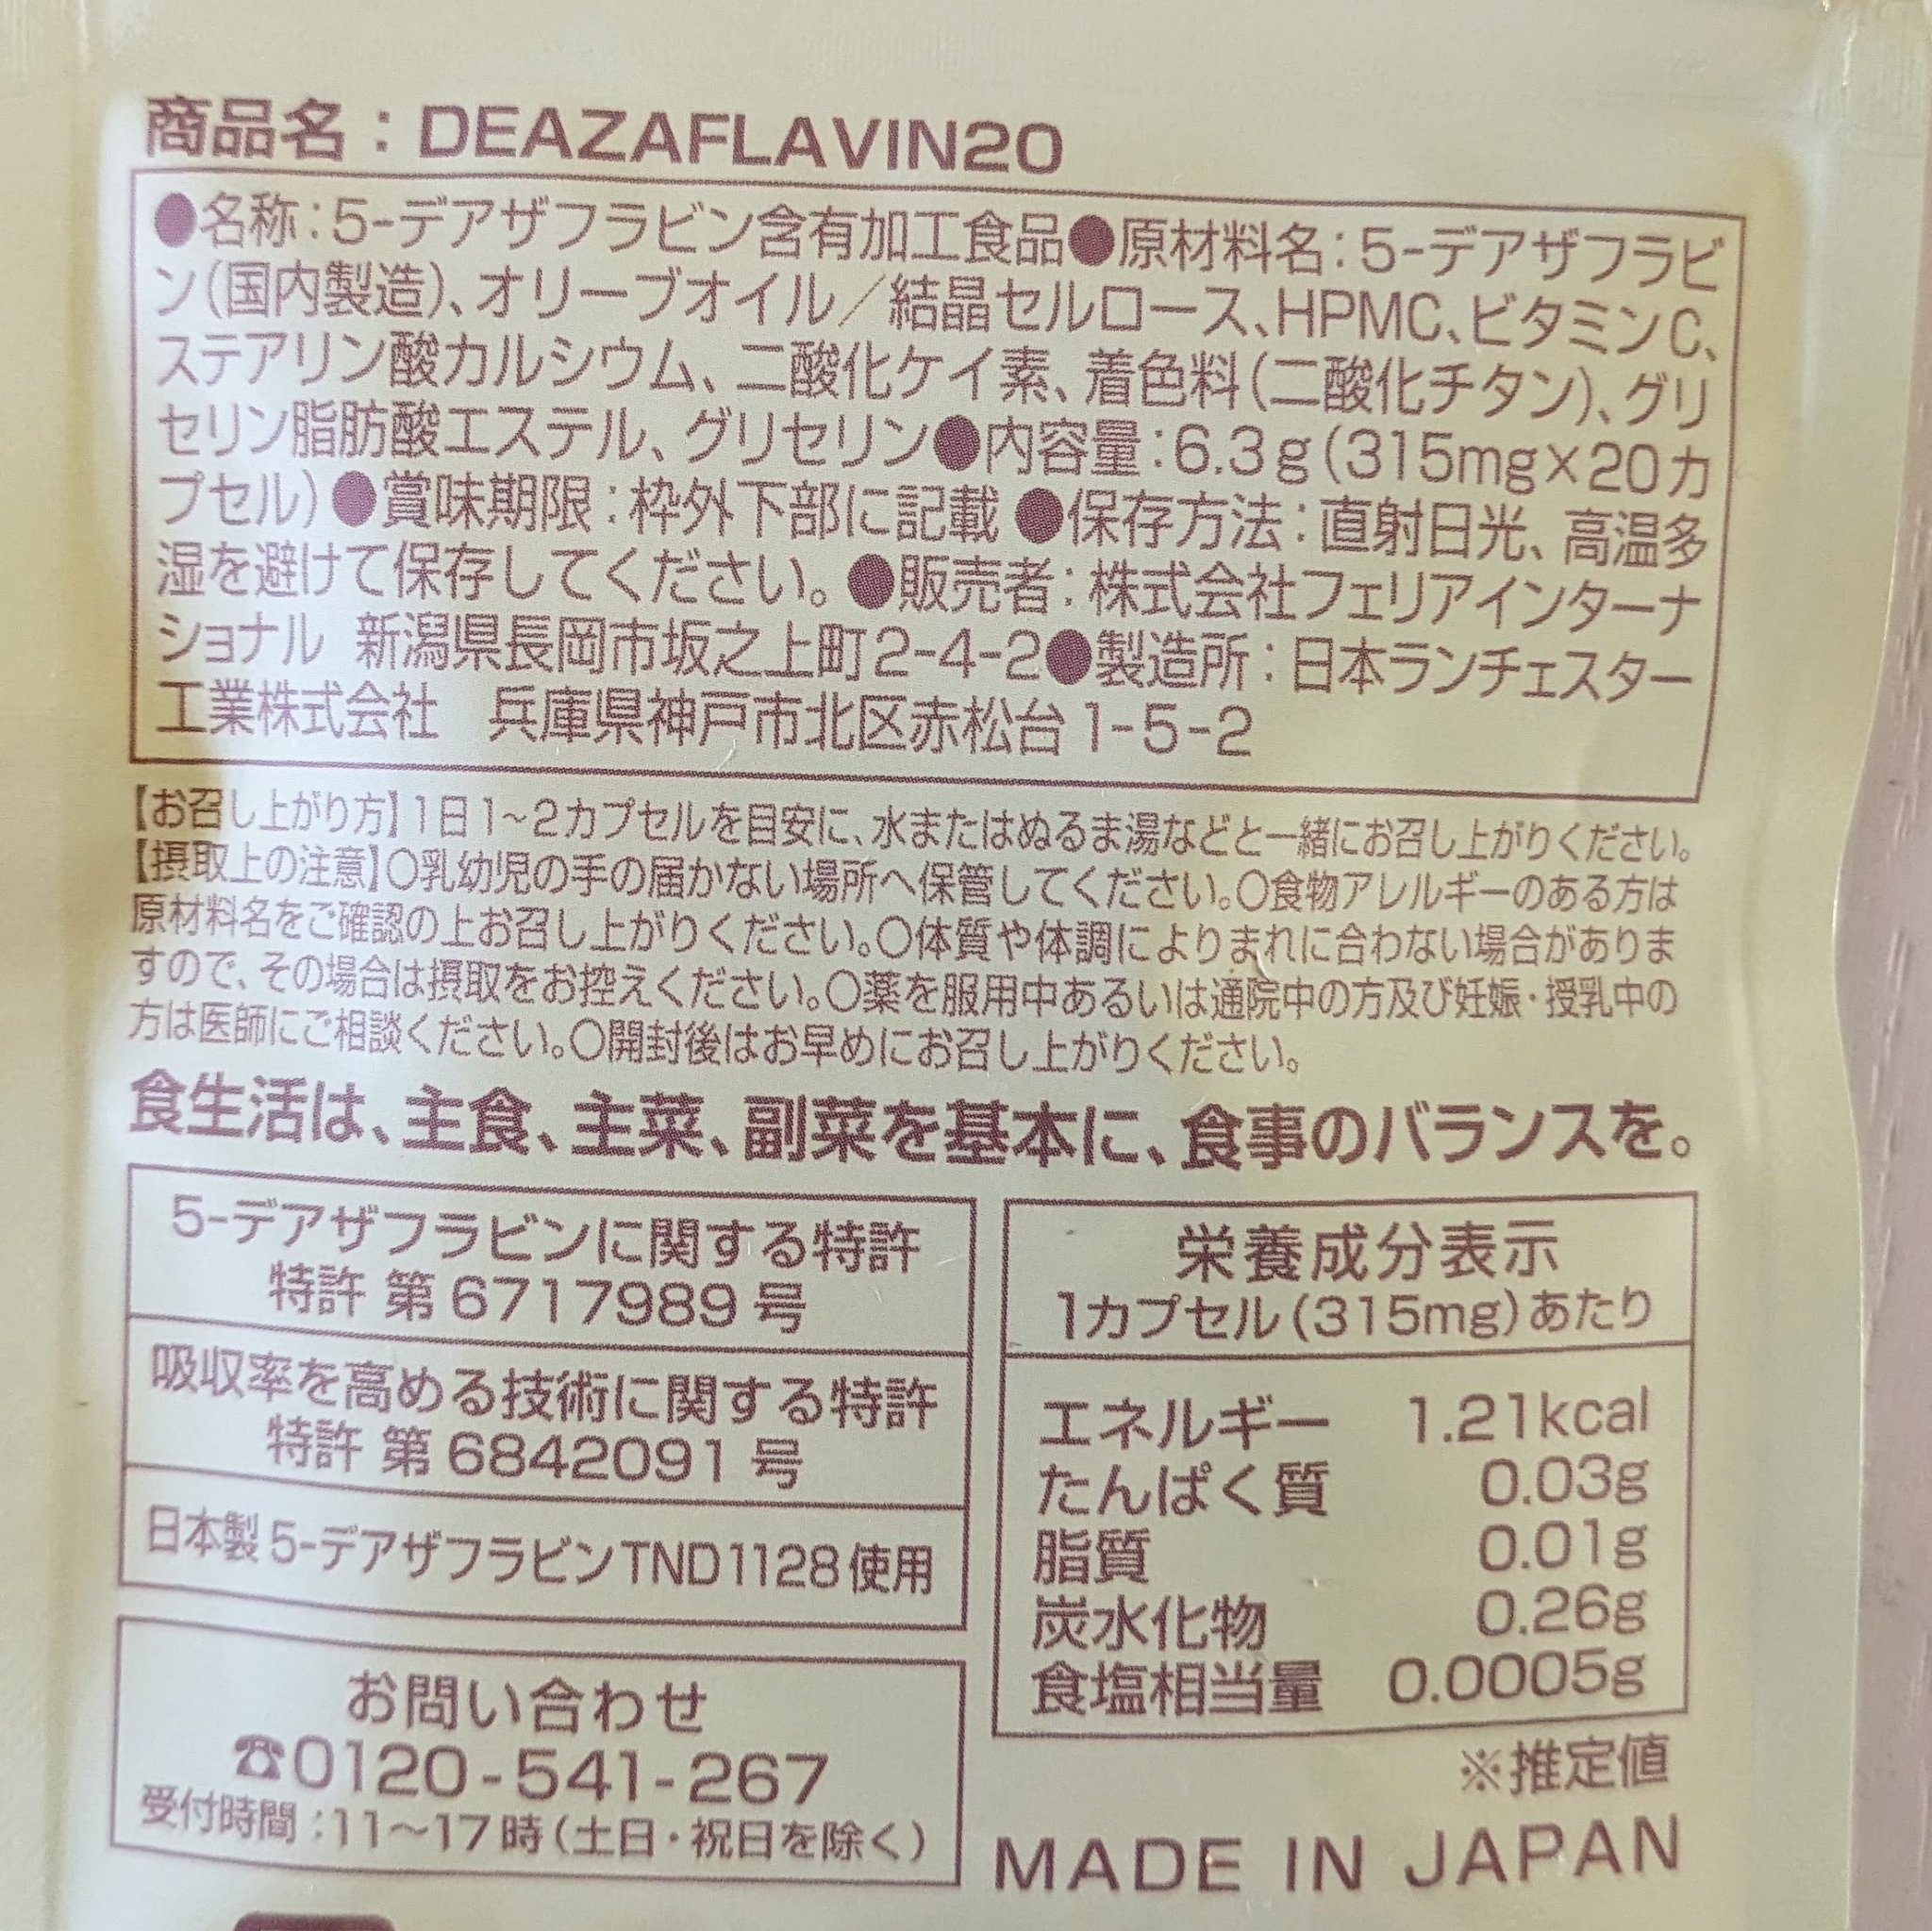 商品名：DEAZAFLAVIN20
●名称：5-デアザフラビン含有加工食品●原材料名：5-デアザフラビ
ン(国内製造)、オリーブオイル／結晶セルロース、HPMC、ビタミンC、
ステアリン酸カルシウム、二酸化ケイ素、着色料(二酸化チタン)、グリ
セリン脂肪酸エステル、グリセリン●内容量：6.3g(315mg×20カ
プセル)●賞味期限：枠外下部に記載 ●保存方法：直射日光、高温多
湿を避けて保存してください。●販売者：株式会社フェリアインターナ
ショナル 新潟県長岡市坂之上町2-4-2●製造所：日本ランチェスター
工業株式会社 兵庫県神戸市北区赤松台1-5-2
【お召し上がり方】1日1~2カプセルを目安に、水またはぬるま湯などと一緒にお召し上がりください。
【摂取上の注意】〇乳幼児の手の届かない場所へ保管してください。〇食物アレルギーのある方は
原材料名をご確認の上お召し上がりください。〇体質や体調によりまれに合わない場合がありま
すので、その場合は摂取をお控えください。〇薬を服用中あるいは通院中の方及び妊娠・授乳中の
方は医師にご相談ください。〇開封後はお早めにお召し上がりください。
食生活は、主食、主菜、副菜を基本に、食事のバランスを。
5-デアザフラビンに関する特許
特許 第6717989号
吸収率を高める技術に関する特許
特許 第6842091号
日本製5-デアザフラビンTND1128使用
お問い合わせ
☎0120-541-267
受付時間：11～17時(土日・祝日を除く)
栄養成分表示
1カプセル(315mg)あたり
エネルギー 1.21kcal
たんぱく質 0.03g
脂質 0.01g
炭水化物 0.26g
食塩相当量 0.0005g
※推定値
MADE IN JAPAN